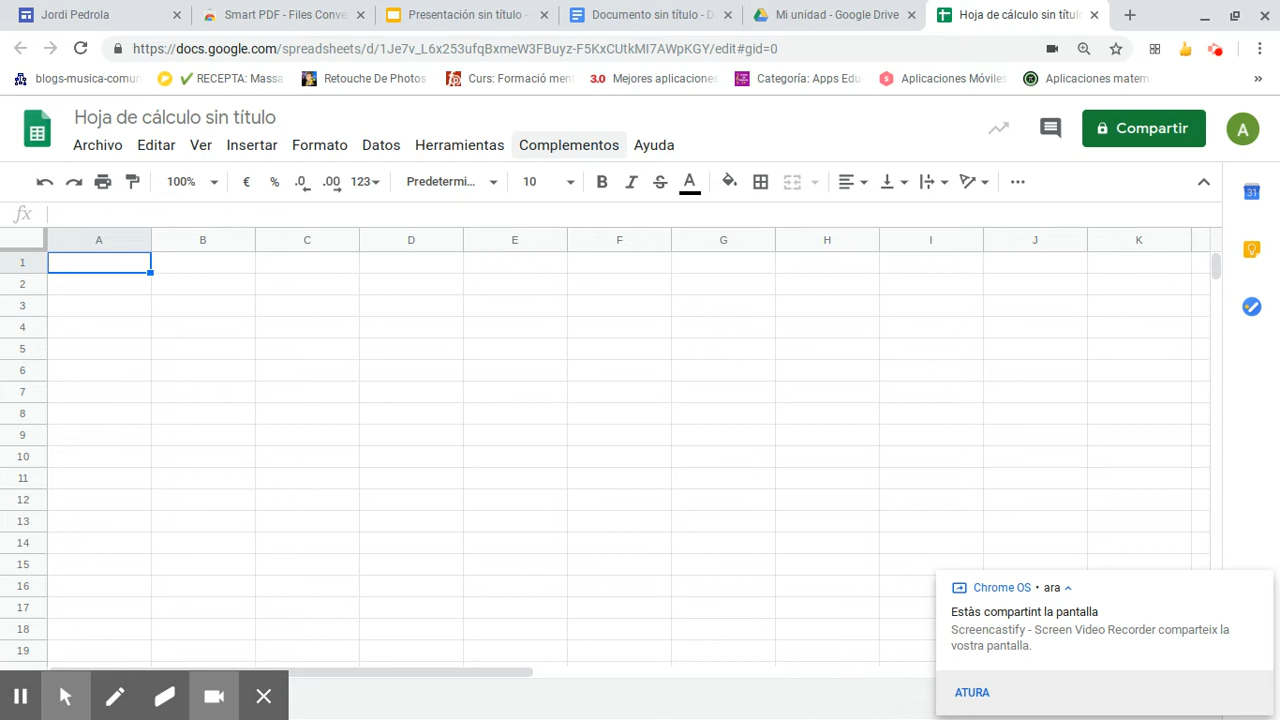 Jordi Pedrola
Smart PDF - Files Conve
Presentación sin título -
Documento sin título - D
Mi unidad - Google Drive
Hoja de cálculo sin títul
https://docs.google.com/spreadsheets/d/1Je7v_L6x253ufqBxmeW3FBuyz-F5KxCUtkMI7AWpKGY/edit#gid=0
blogs-musica-comun
✓ RECEPTA: Massa
Retouche De Photos
Curs: Formació men
3.0 Mejores aplicacione
Categoría: Apps Edu
Aplicaciones Móviles
Aplicaciones matem
»
Hoja de cálculo sin título
Archivo Editar Ver Insertar Formato Datos Herramientas Complementos Ayuda
Compartir
A
100% € % .0 .00 123 Predetermi... 10 B I S A
31
fx
A B C D E F G H I J K
1
2
3
4
5
6
7
8
9
10
11
12
13
14
15
16
17
18
19
Chrome OS • ara
Estàs compartint la pantalla
Screencastify - Screen Video Recorder comparteix la
vostra pantalla.
ATURA